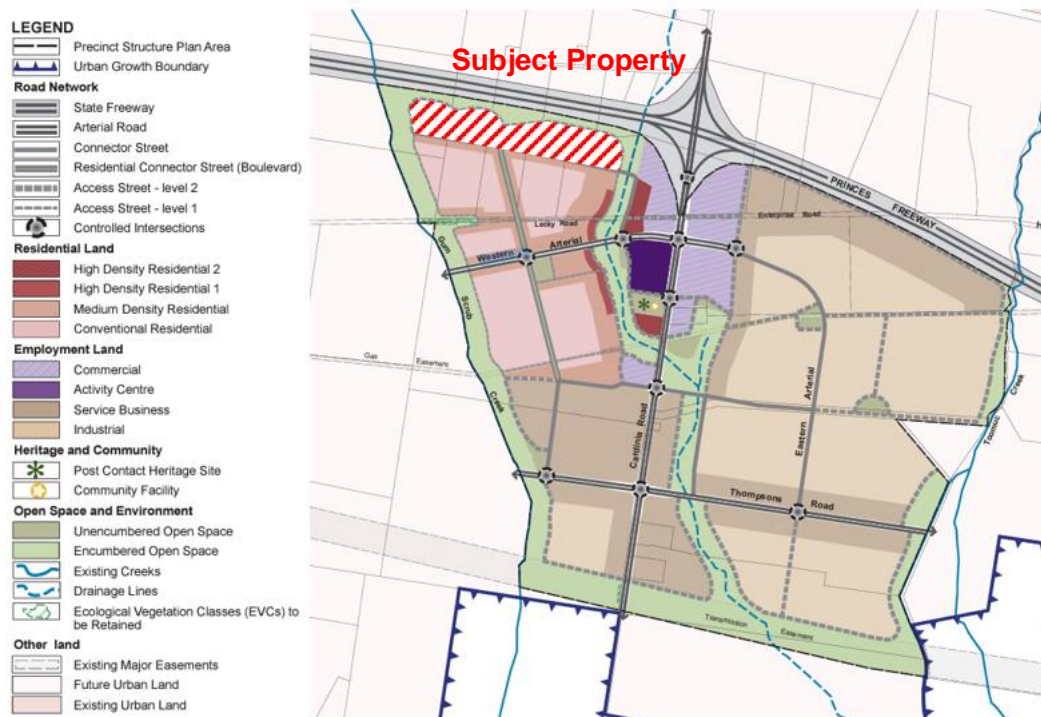 LEGEND
Precinct Structure Plan Area
Urban Growth Boundary
Road Network
State Freeway
Arterial Road
Connector Street
Residential Connector Street (Boulevard)
Access Street - level 2
Access Street - level 1
Controlled Intersections
Residential Land
High Density Residential 2
High Density Residential 1
Medium Density Residential
Conventional Residential
Employment Land
Commercial
Activity Centre
Service Business
Industrial
Heritage and Community
Post Contact Heritage Site
Community Facility
Open Space and Environment
Unencumbered Open Space
Encumbered Open Space
Existing Creeks
Drainage Lines
Ecological Vegetation Classes (EVCs) to
be Retained
Other land
Existing Major Easements
Future Urban Land
Existing Urban Land
Subject Property
PRINCES FREEWAY
Lecky Road
Enterprise Road
H
Western Arterial
Gum Scrub Creek
Gas Easement
Cardinia Road
Eastern Arterial
Toomuc Creek
Thompsons Road
Transmission Easement